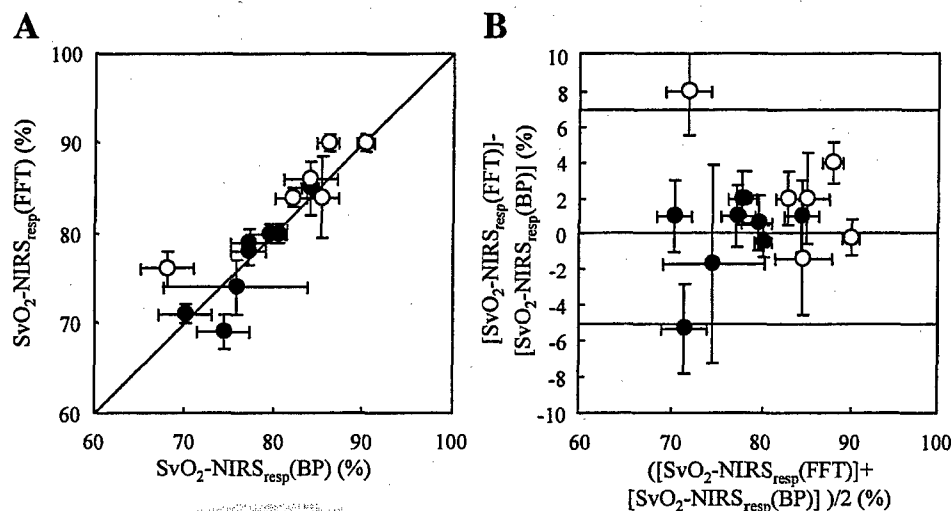 A
100
90
80
70
60
60 70 80 90 100
SvO2-NIRSresp(FFT) (%)
SvO2-NIRSresp(BP) (%)
B
10
8
6
4
2
0
-2
-4
-6
-8
-10
60 70 80 90 100
[SvO2-NIRSresp(FFT)]-
[SvO2-NIRSresp(BP)] (%)
([SvO2-NIRSresp(FFT)]+
[SvO2-NIRSresp(BP)] )/2 (%)